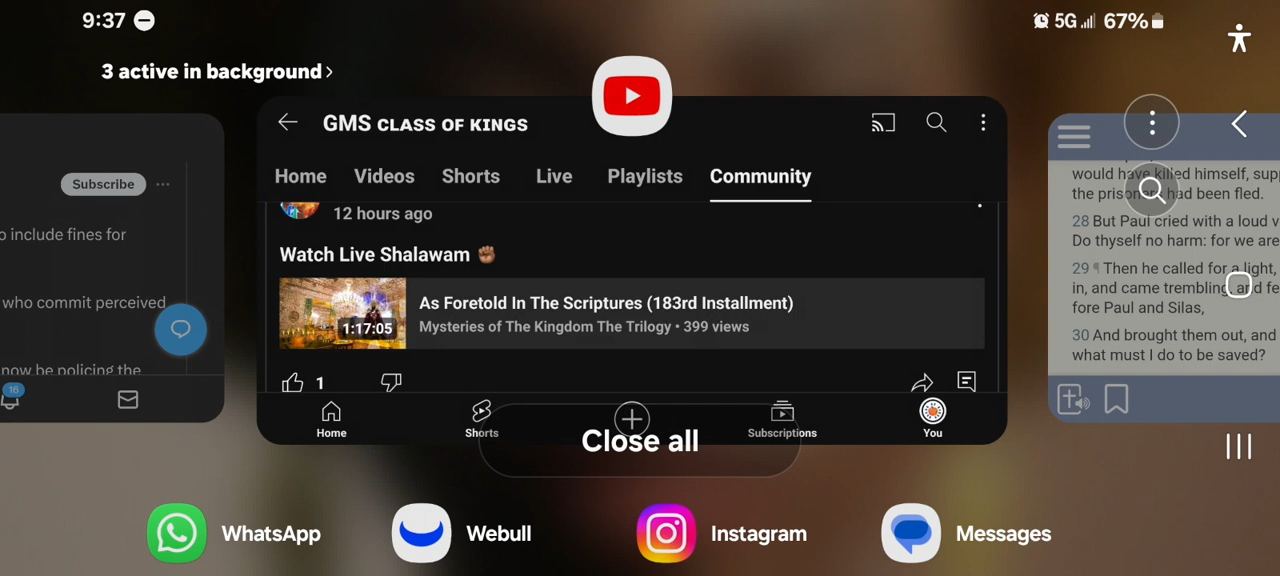 9:37
5G 67%
3 active in background >
Subscribe
o include fines for
who commit perceived
now be policing the
16
GMS CLASS OF KINGS
Home Videos Shorts Live Playlists Community
12 hours ago
Watch Live Shalawam ✊🏾
1:17:05
As Foretold In The Scriptures (183rd Installment)
Mysteries of The Kingdom The Trilogy • 399 views
1
Home Shorts Subscriptions You
Close all
would have killed himself, sup
the prisoners had been fled.
28 But Paul cried with a loud v
Do thyself no harm: for we are
29 ¶ Then he called for a light,
in, and came trembling, and fe
fore Paul and Silas,
30 And brought them out, and
what must I do to be saved?
WhatsApp Webull Instagram Messages